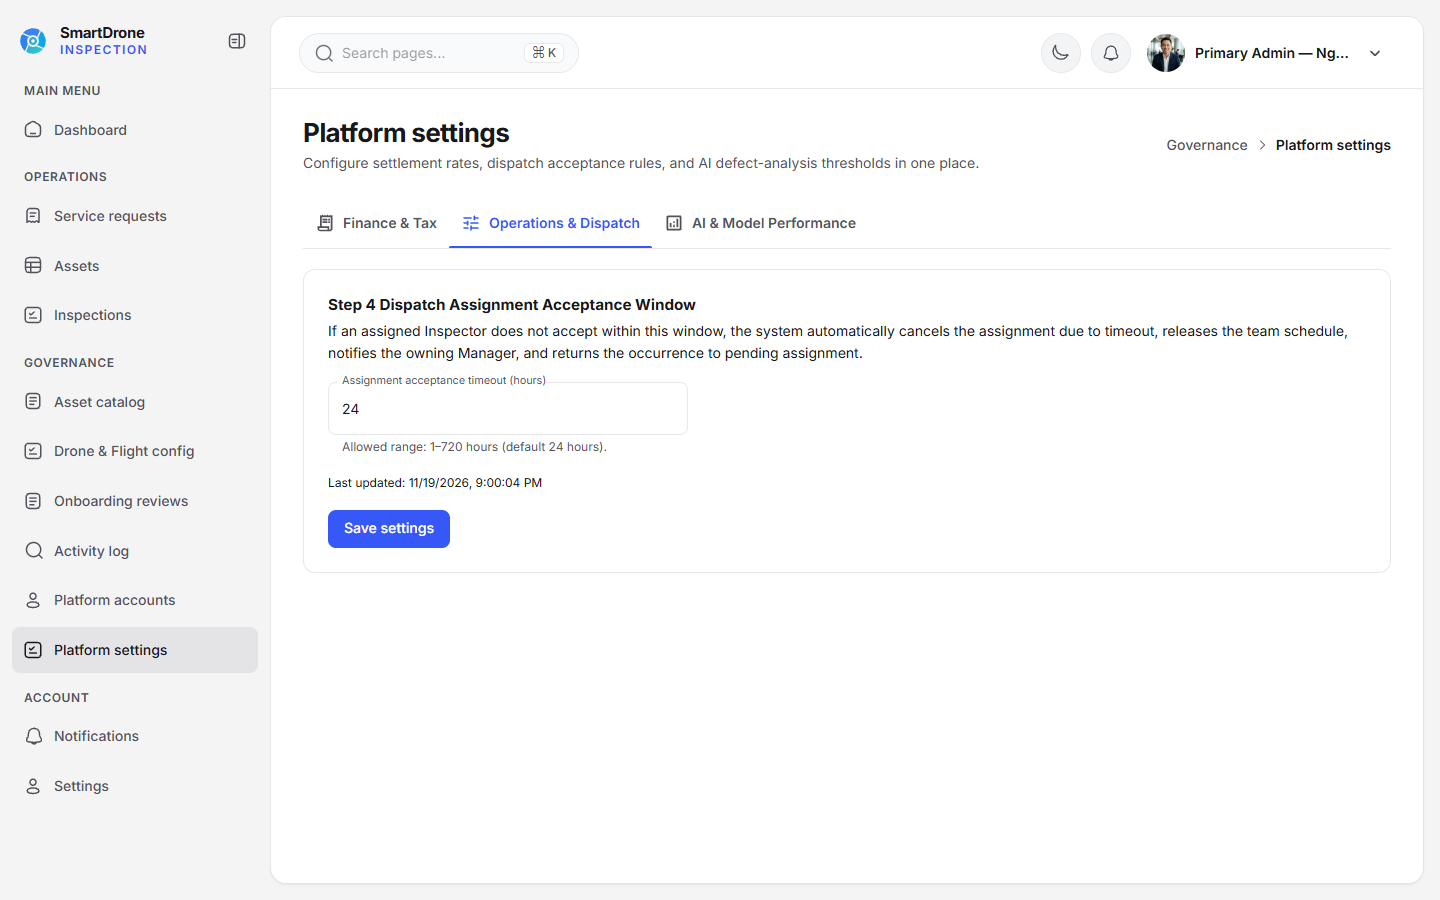 SmartDrone
INSPECTION
MAIN MENU
Dashboard
OPERATIONS
Service requests
Assets
Inspections
GOVERNANCE
Asset catalog
Drone & Flight config
Onboarding reviews
Activity log
Platform accounts
Platform settings
ACCOUNT
Notifications
Settings
Search pages...
⌘ K
Primary Admin — Ng...
Platform settings
Configure settlement rates, dispatch acceptance rules, and AI defect-analysis thresholds in one place.
Governance > Platform settings
Finance & Tax
Operations & Dispatch
AI & Model Performance
Step 4 Dispatch Assignment Acceptance Window
If an assigned Inspector does not accept within this window, the system automatically cancels the assignment due to timeout, releases the team schedule,
notifies the owning Manager, and returns the occurrence to pending assignment.
Assignment acceptance timeout (hours)
24
Allowed range: 1–720 hours (default 24 hours).
Last updated: 11/19/2026, 9:00:04 PM
Save settings